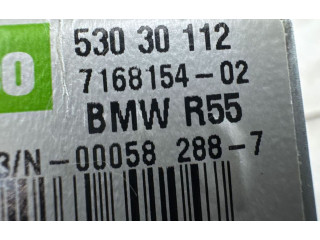 O 530 30 112
7168154-02
BMW R55
/N-00058 288-7